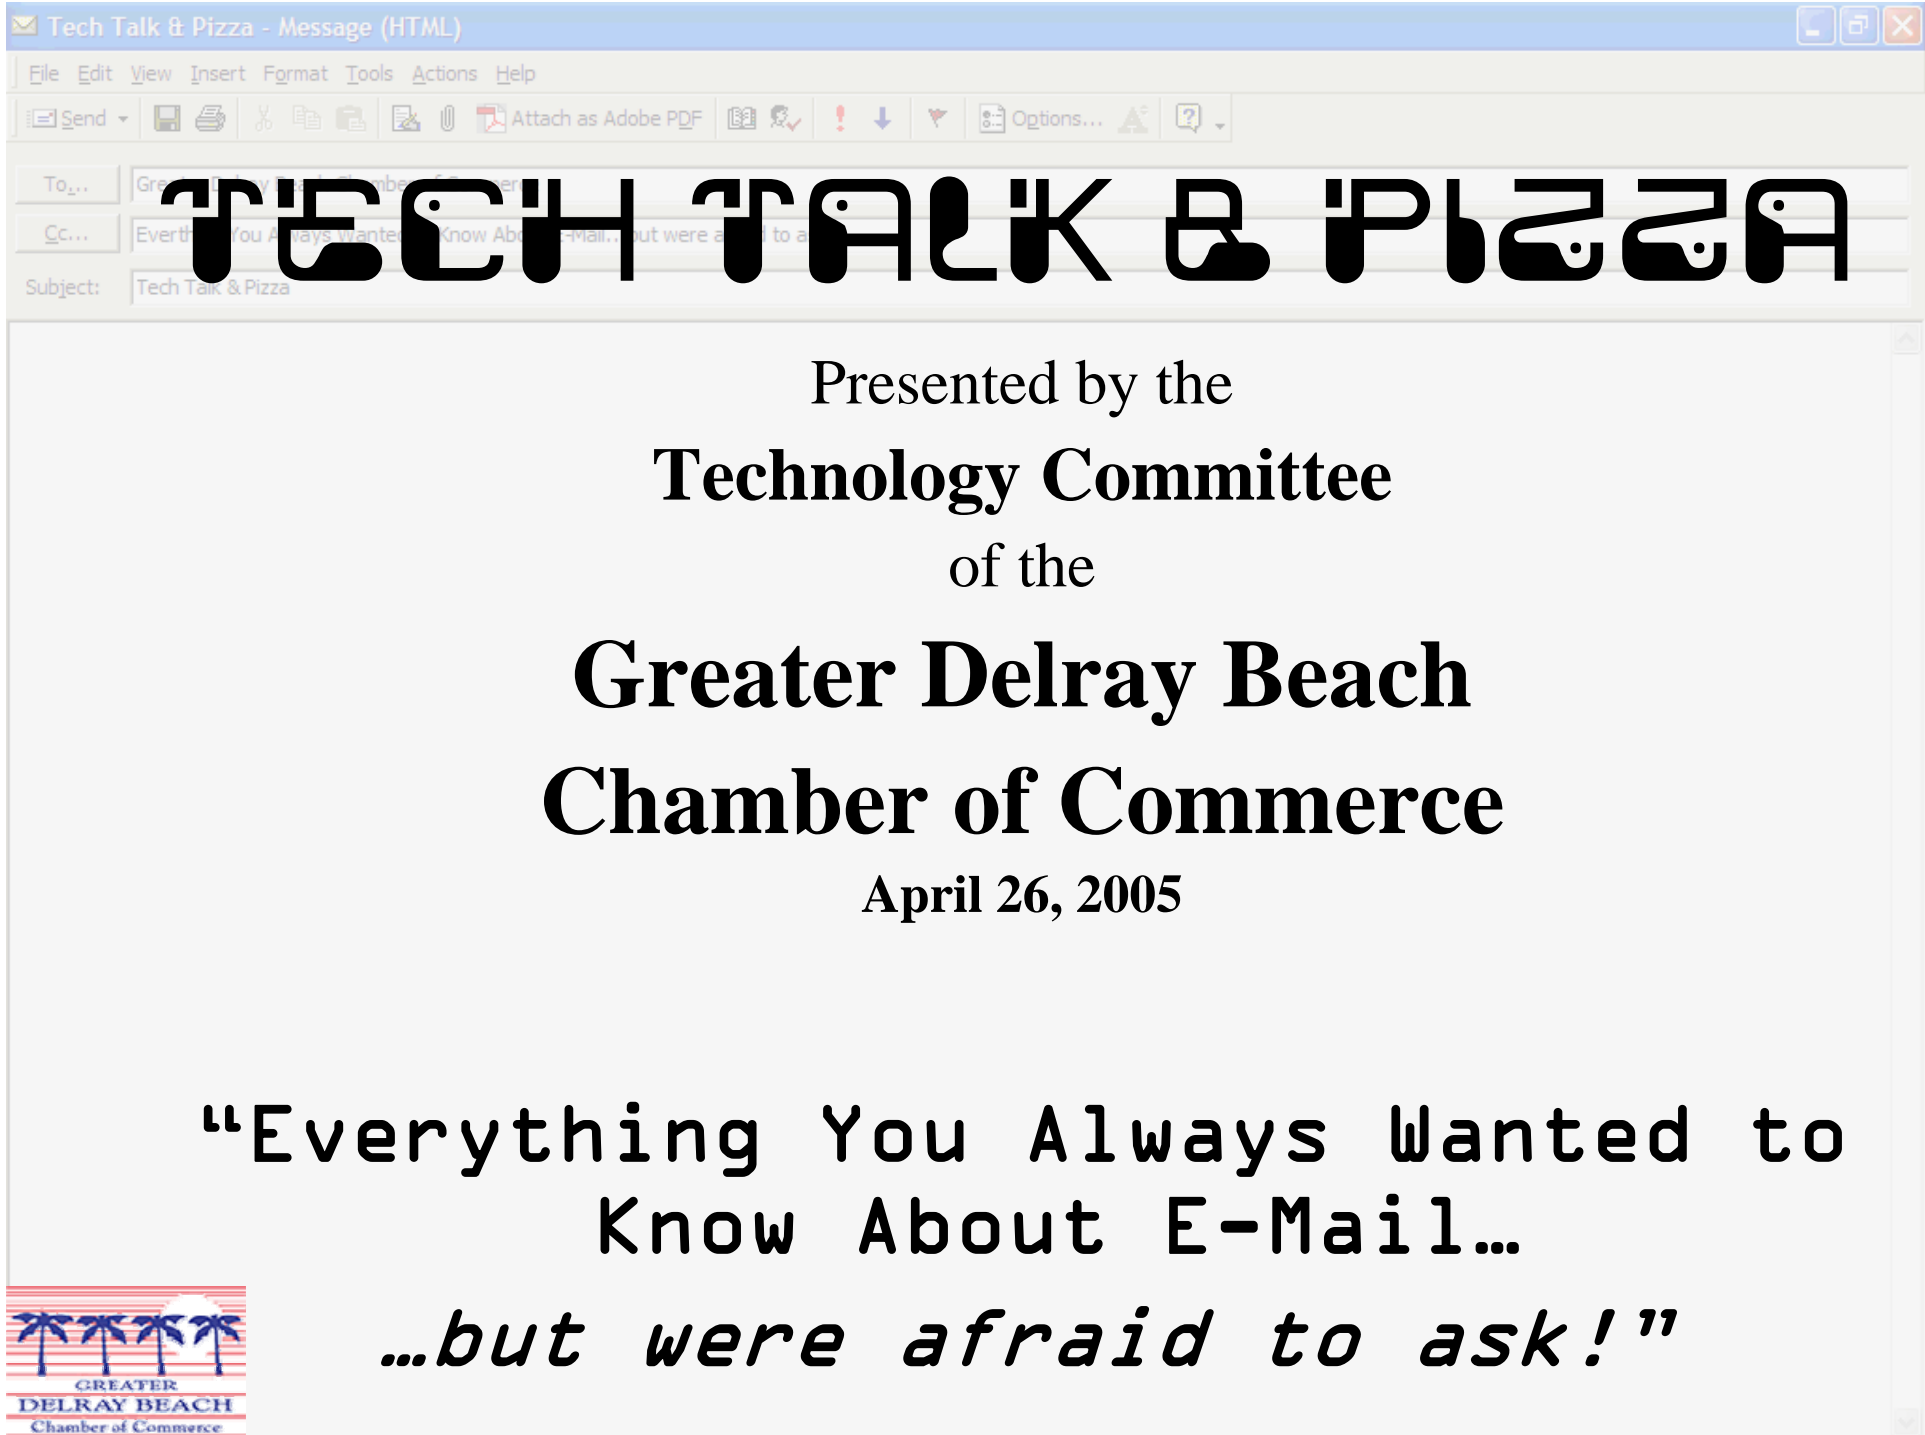 Tech Talk & Pizza - Message (HTML)
File Edit View Insert Format Tools Actions Help
Send Attach as Adobe PDF Options...
To...
Cc...
Subject: Tech Talk & Pizza
TECH TALK & PIZZA
Presented by the
Technology Committee
of the
Greater Delray Beach
Chamber of Commerce
April 26, 2005
“Everything You Always Wanted to
Know About E-Mail…
…but were afraid to ask!”
GREATER
DELRAY BEACH
Chamber of Commerce